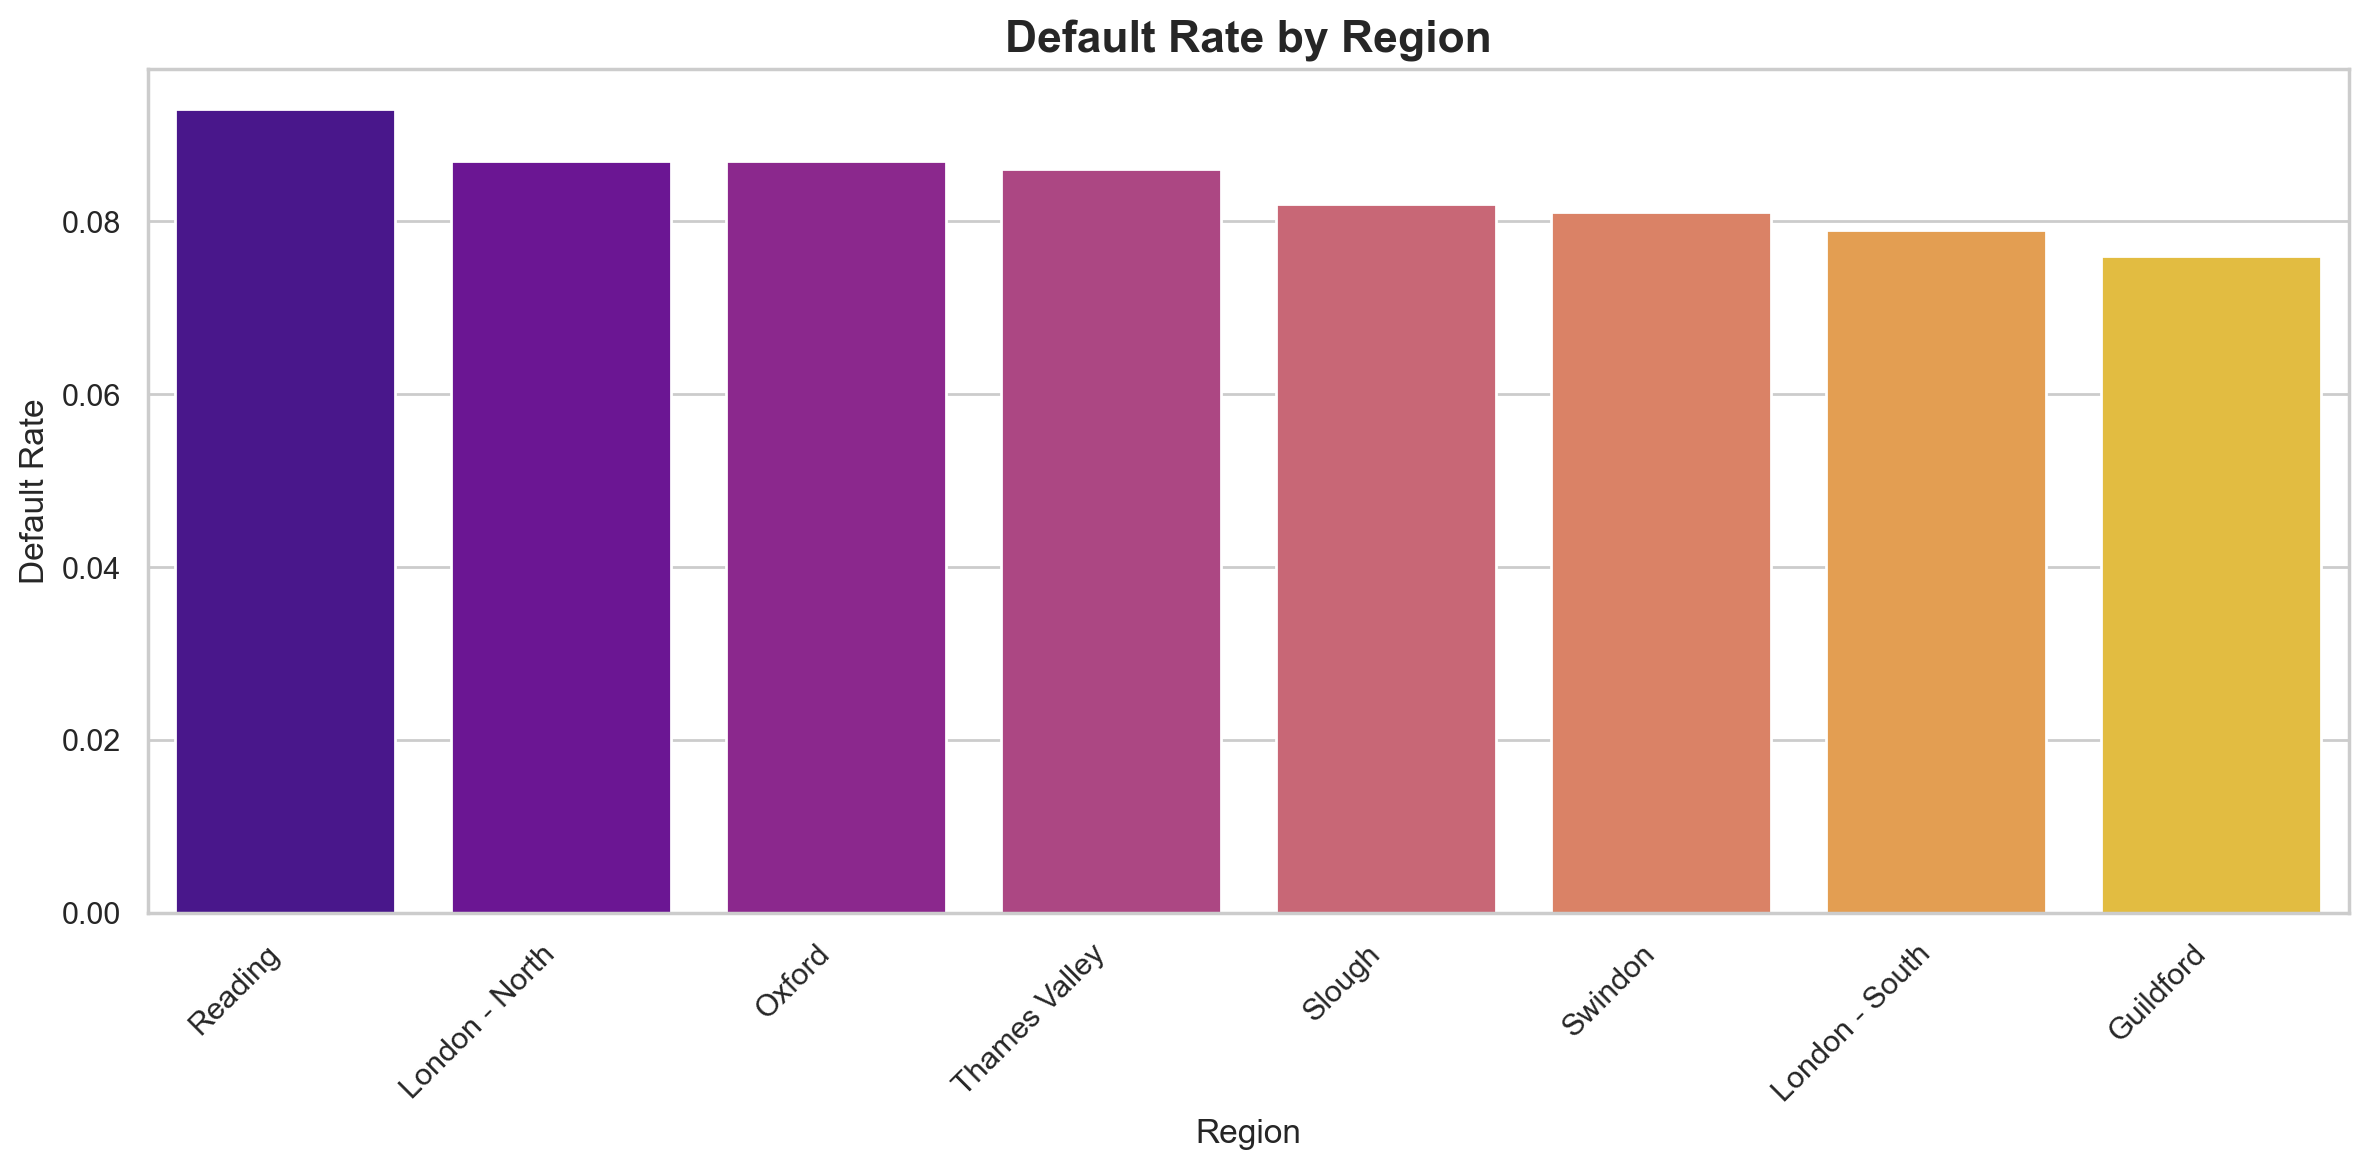 Default Rate by Region
Default Rate
0.08
0.06
0.04
0.02
0.00
Reading
London - North
Oxford
Thames Valley
Slough
Swindon
London - South
Guildford
Region